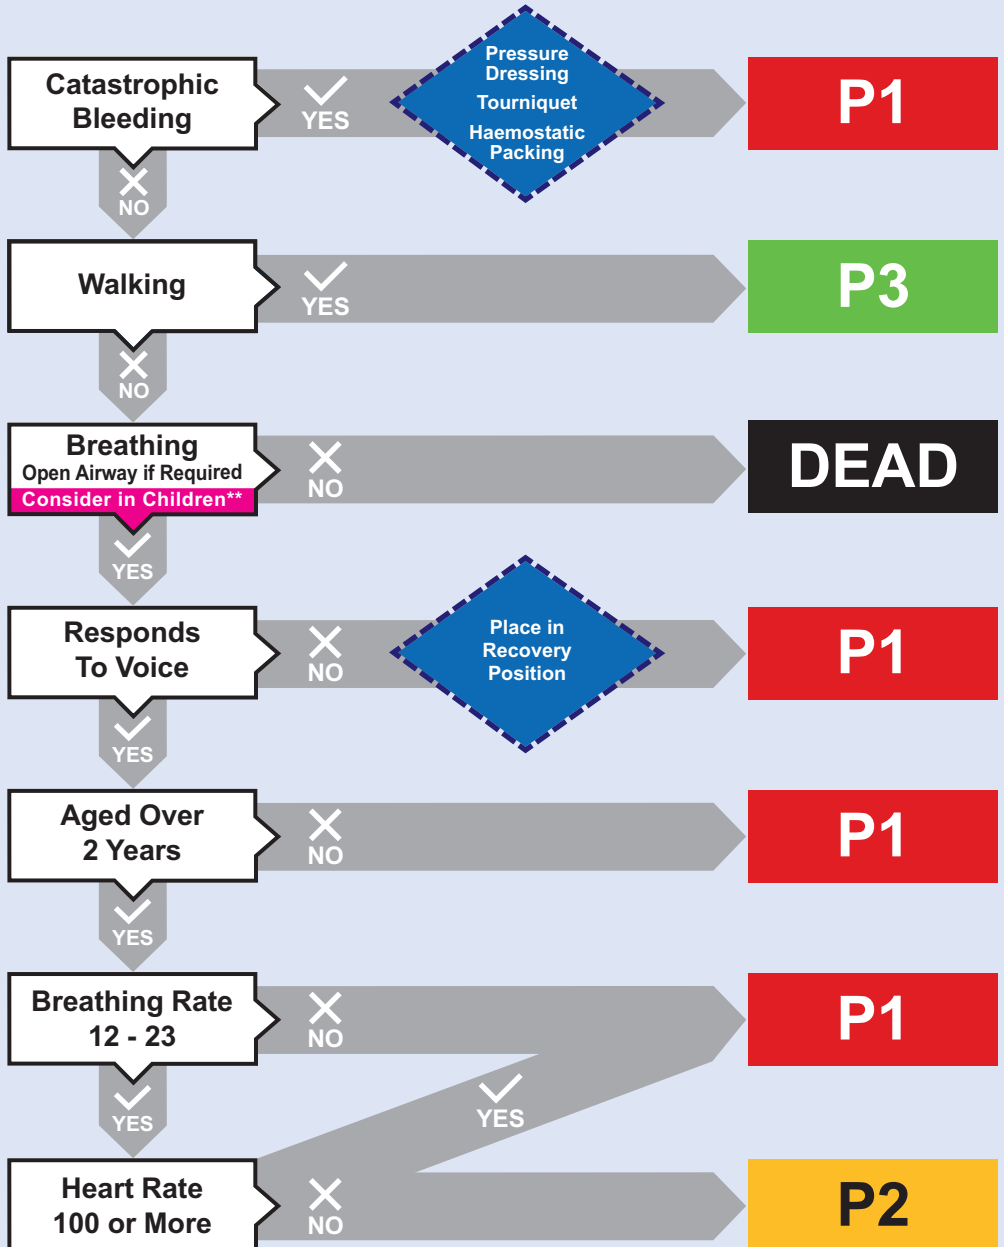 Catastrophic
Bleeding
YES
Pressure
Dressing
Tourniquet
Haemostatic
Packing
P1
NO
Walking
YES
P3
NO
Breathing
Open Airway if Required
Consider in Children**
NO
DEAD
YES
Responds
To Voice
NO
Place in
Recovery
Position
P1
YES
Aged Over
2 Years
NO
P1
YES
Breathing Rate
12 - 23
NO
P1
YES
YES
Heart Rate
100 or More
NO
P2